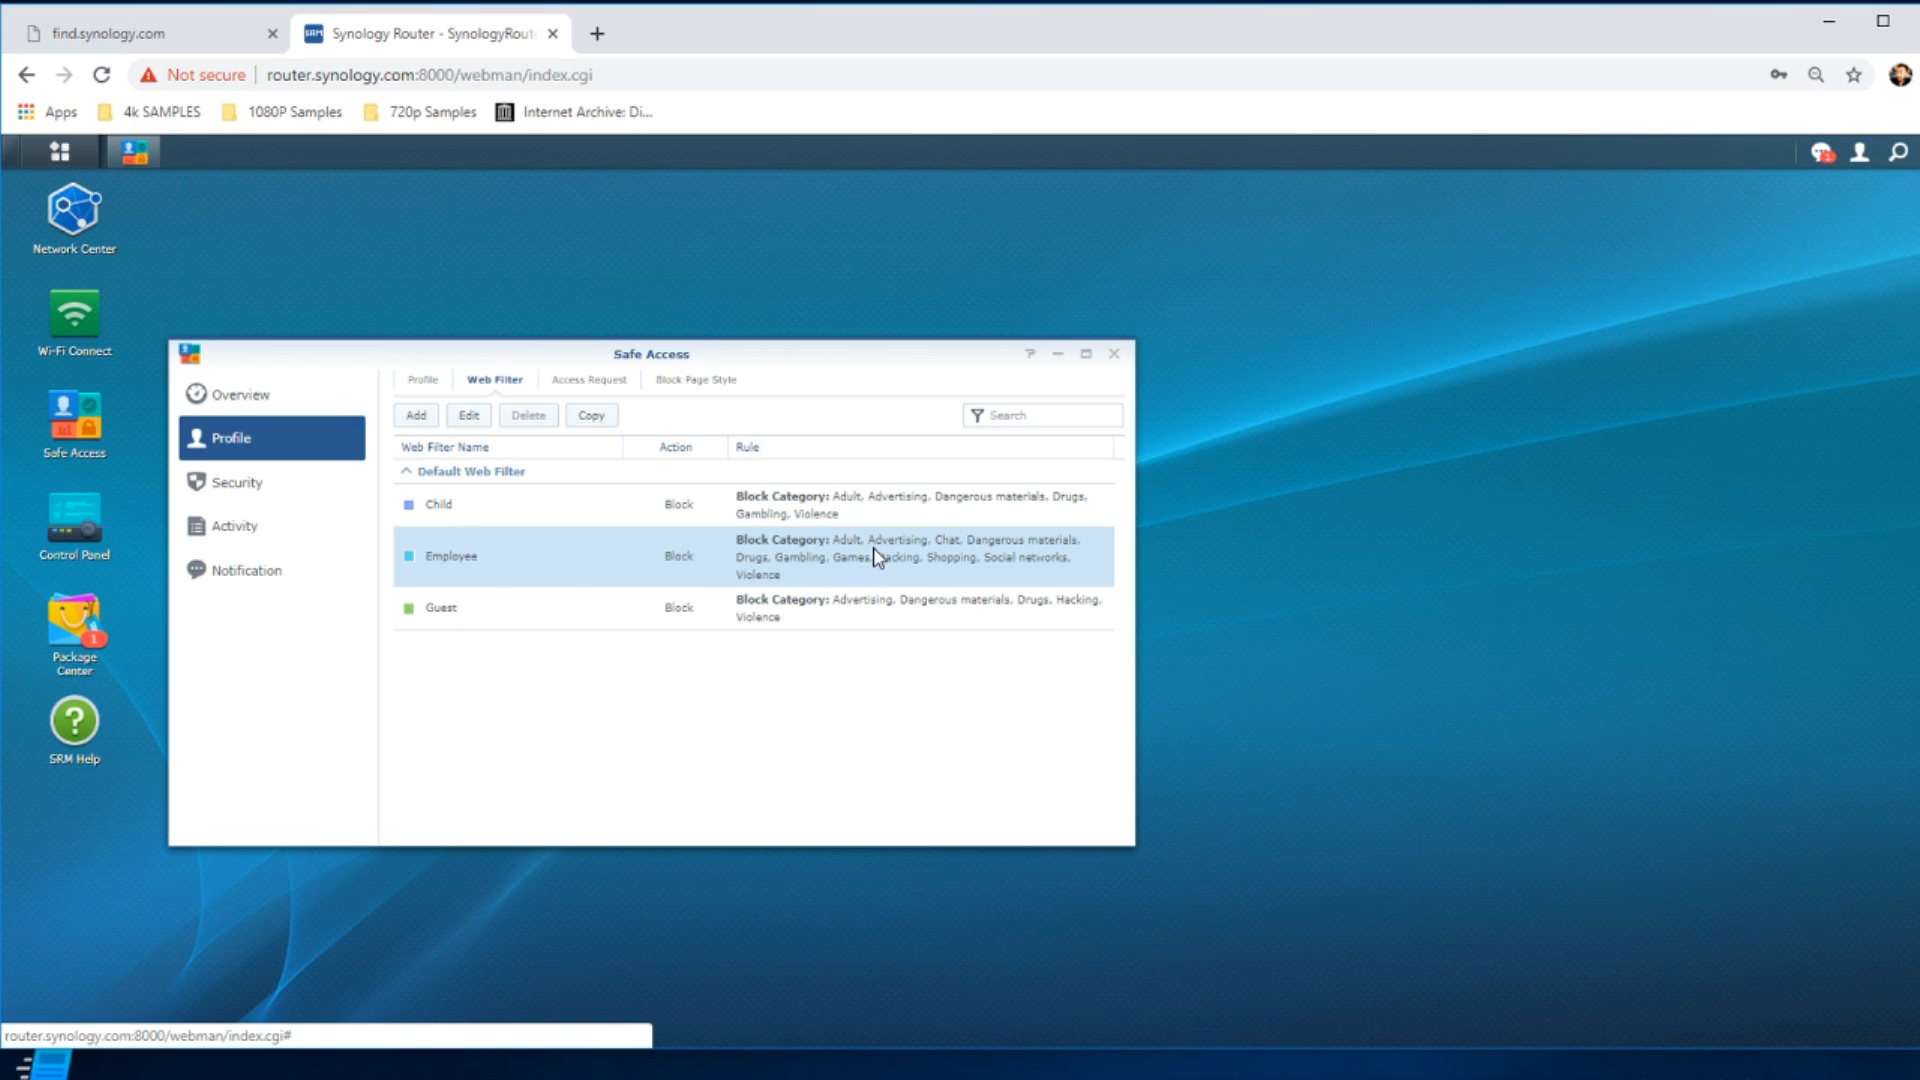 find.synology.com
SRM
Synology Router - SynologyRout
Not secure
router.synology.com:8000/webman/index.cgi
Apps
4k SAMPLES
1080P Samples
720p Samples
Internet Archive: Di...
Network Center
Wi-Fi Connect
Safe Access
Control Panel
1
Package
Center
SRM Help
Safe Access
Overview
Profile
Security
Activity
Notification
Profile
Web Filter
Access Request
Block Page Style
Add
Edit
Delete
Copy
Search
Web Filter Name
Action
Rule
Default Web Filter
Child
Block
Block Category: Adult, Advertising, Dangerous materials, Drugs,
Gambling, Violence
Employee
Block
Block Category: Adult, Advertising, Chat, Dangerous materials,
Drugs, Gambling, Games, Hacking, Shopping, Social networks,
Violence
Guest
Block
Block Category: Advertising, Dangerous materials, Drugs, Hacking,
Violence
router.synology.com:8000/webman/index.cgi#